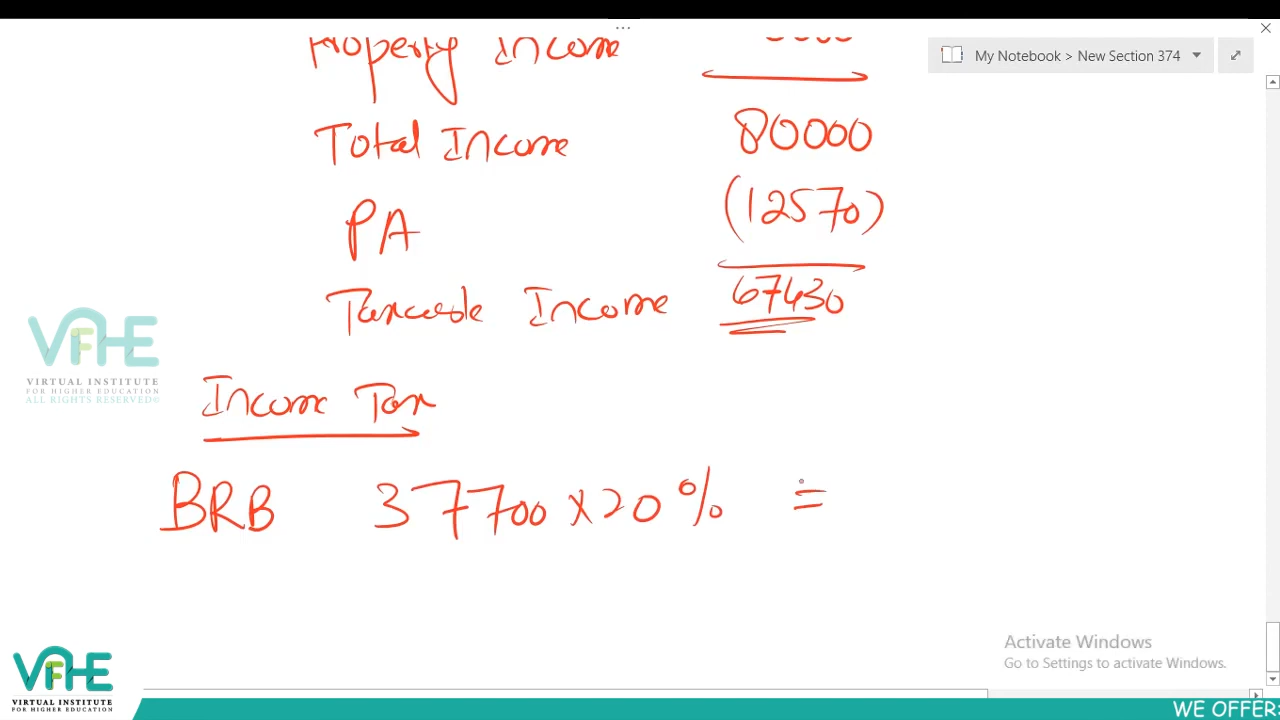 My Notebook > New Section 374
Property Income
Total Income 80000
PA (12570)
Taxable Income 67430
VIHE
VIRTUAL INSTITUTE
FOR HIGHER EDUCATION
ALL RIGHTS RESERVED©
Income Tax
BRB 37700 x 20% =
Activate Windows
Go to Settings to activate Windows.
VIHE
VIRTUAL INSTITUTE
FOR HIGHER EDUCATION
WE OFFER: